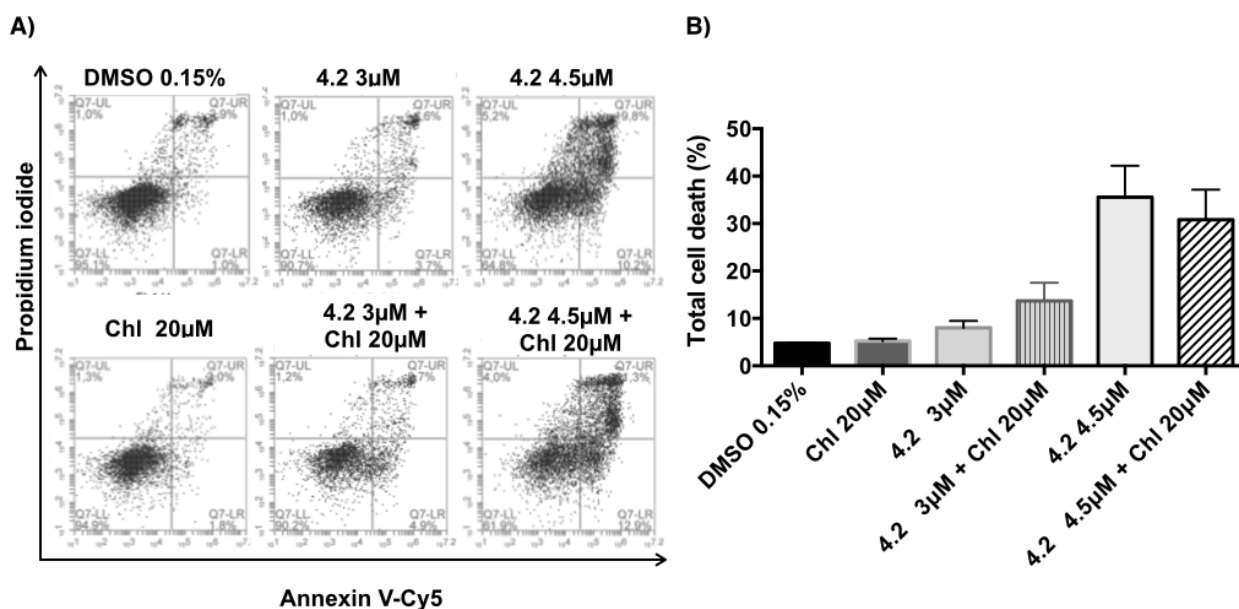 A)
DMSO 0.15%
4.2 3µM
4.2 4.5µM
Q7-UL
1,0%
Q7-UR
Q7-LL
95.1%
Q7-LR
1.0%
Q7-UL
1,0%
Q7-UR
Q7-LL
90.7%
Q7-LR
3.7%
Q7-UL
5,2%
Q7-UR
19,8%
Q7-LL
64.8%
Q7-LR
10.2%
Chl 20µM
4.2 3µM +
Chl 20µM
4.2 4.5µM +
Chl 20µM
Q7-UL
1,3%
Q7-UR
Q7-LL
94.9%
Q7-LR
1.8%
Q7-UL
1,2%
Q7-UR
Q7-LL
90.2%
Q7-LR
4.9%
Q7-UL
4,0%
Q7-UR
Q7-LL
61.9%
Q7-LR
12.9%
Propidium iodide
Annexin V-Cy5
B)
Total cell death (%)
50
40
30
20
10
0
DMSO 0.15%
Chl 20µM
4.2 3µM
4.2 3µM + Chl 20µM
4.2 4.5µM
4.2 4.5µM + Chl 20µM